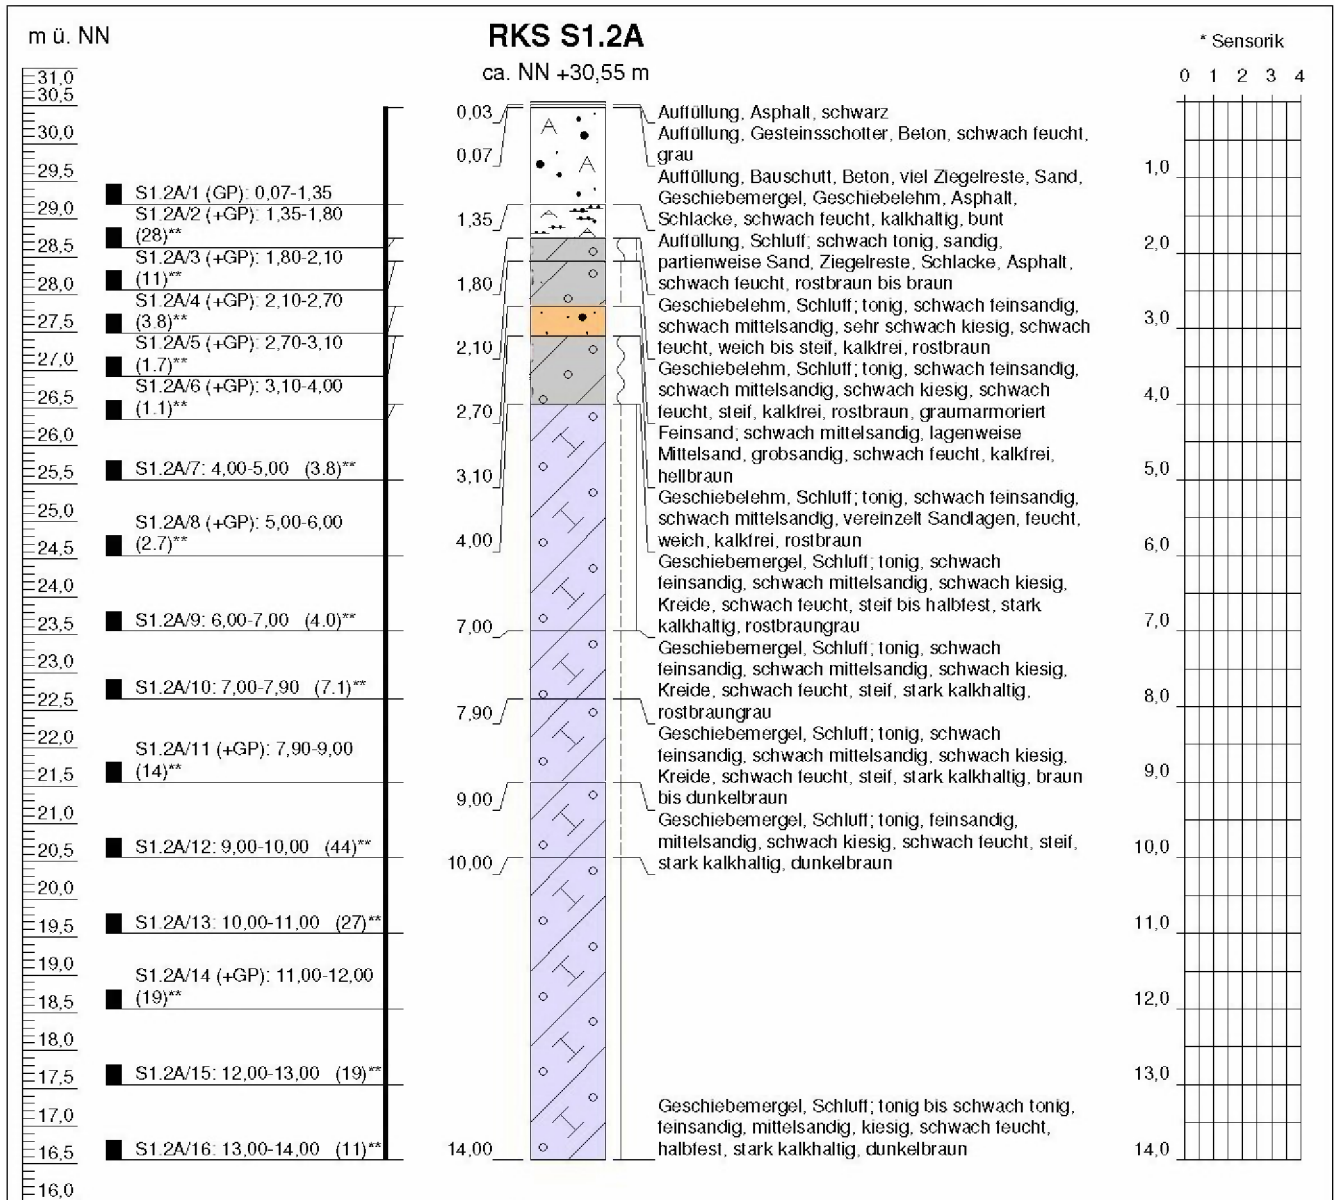 m ü. NN
RKS S1.2A
ca. NN +30,55 m
* Sensorik
0 1 2 3 4
31,0
30,5
30,0
29,5
29,0
28,5
28,0
27,5
27,0
26,5
26,0
25,5
25,0
24,5
24,0
23,5
23,0
22,5
22,0
21,5
21,0
20,5
20,0
19,5
19,0
18,5
18,0
17,5
17,0
16,5
16,0
S1.2A/1 (GP): 0,07-1,35
S1.2A/2 (+GP): 1,35-1,80
(28)**
S1.2A/3 (+GP): 1,80-2,10
(11)**
S1.2A/4 (+GP): 2,10-2,70
(3.8)**
S1.2A/5 (+GP): 2,70-3,10
(1.7)**
S1.2A/6 (+GP): 3,10-4,00
(1.1)**
S1.2A/7: 4,00-5,00 (3.8)**
S1.2A/8 (+GP): 5,00-6,00
(2.7)**
S1.2A/9: 6,00-7,00 (4.0)**
S1.2A/10: 7,00-7,90 (7.1)**
S1.2A/11 (+GP): 7,90-9,00
(14)**
S1.2A/12: 9,00-10,00 (44)**
S1.2A/13: 10,00-11,00 (27)**
S1.2A/14 (+GP): 11,00-12,00
(19)**
S1.2A/15: 12,00-13,00 (19)**
S1.2A/16: 13,00-14,00 (11)**
0,03
0,07
1,35
1,80
2,10
2,70
3,10
4,00
7,00
7,90
9,00
10,00
14,00
Auffüllung, Asphalt, schwarz
Auffüllung, Gesteinsschotter, Beton, schwach feucht,
grau
Auffüllung, Bauschutt, Beton, viel Ziegelreste, Sand,
Geschiebemergel, Geschiebelehm, Asphalt,
Schlacke, schwach feucht, kalkhaltig, bunt
Auffüllung, Schluff; schwach tonig, sandig,
partienweise Sand, Ziegelreste, Schlacke, Asphalt,
schwach feucht, rostbraun bis braun
Geschiebelehm, Schluff; tonig, schwach feinsandig,
schwach mittelsandig, sehr schwach kiesig, schwach
feucht, weich bis steif, kalkfrei, rostbraun
Geschiebelehm, Schluff; tonig, schwach feinsandig,
schwach mittelsandig, schwach kiesig, schwach
feucht, steif, kalkfrei, rostbraun, graumarmoriert
Feinsand; schwach mittelsandig, lagenweise
Mittelsand, grobsandig, schwach feucht, kalkfrei,
hellbraun
Geschiebelehm, Schluff; tonig, schwach feinsandig,
schwach mittelsandig, vereinzelt Sandlagen, feucht,
weich, kalkfrei, rostbraun
Geschiebemergel, Schluff; tonig, schwach
feinsandig, schwach mittelsandig, schwach kiesig,
Kreide, schwach feucht, steif bis halbfest, stark
kalkhaltig, rostbraungrau
Geschiebemergel, Schluff; tonig, schwach
feinsandig, schwach mittelsandig, schwach kiesig,
Kreide, schwach feucht, steif, stark kalkhaltig,
rostbraungrau
Geschiebemergel, Schluff; tonig, schwach
feinsandig, schwach mittelsandig, schwach kiesig,
Kreide, schwach feucht, steif, stark kalkhaltig, braun
bis dunkelbraun
Geschiebemergel, Schluff; tonig, feinsandig,
mittelsandig, schwach kiesig, schwach feucht, steif,
stark kalkhaltig, dunkelbraun
Geschiebemergel, Schluff; tonig bis schwach tonig,
feinsandig, mittelsandig, kiesig, schwach feucht,
halbfest, stark kalkhaltig, dunkelbraun
1,0
2,0
3,0
4,0
5,0
6,0
7,0
8,0
9,0
10,0
11,0
12,0
13,0
14,0